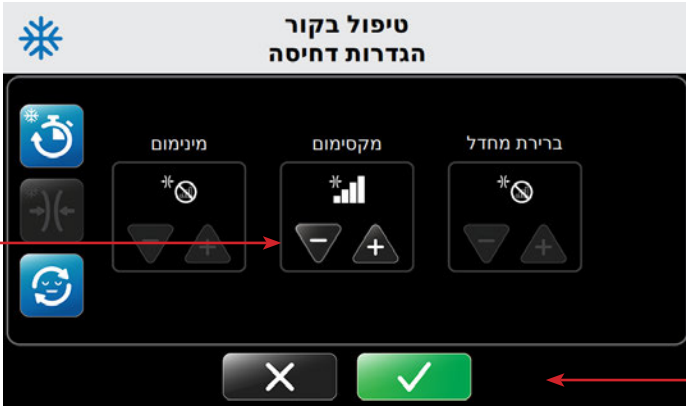 טיפול בקור
הגדרות דחיסה
ברירת מחדל
מקסימום
מינימום